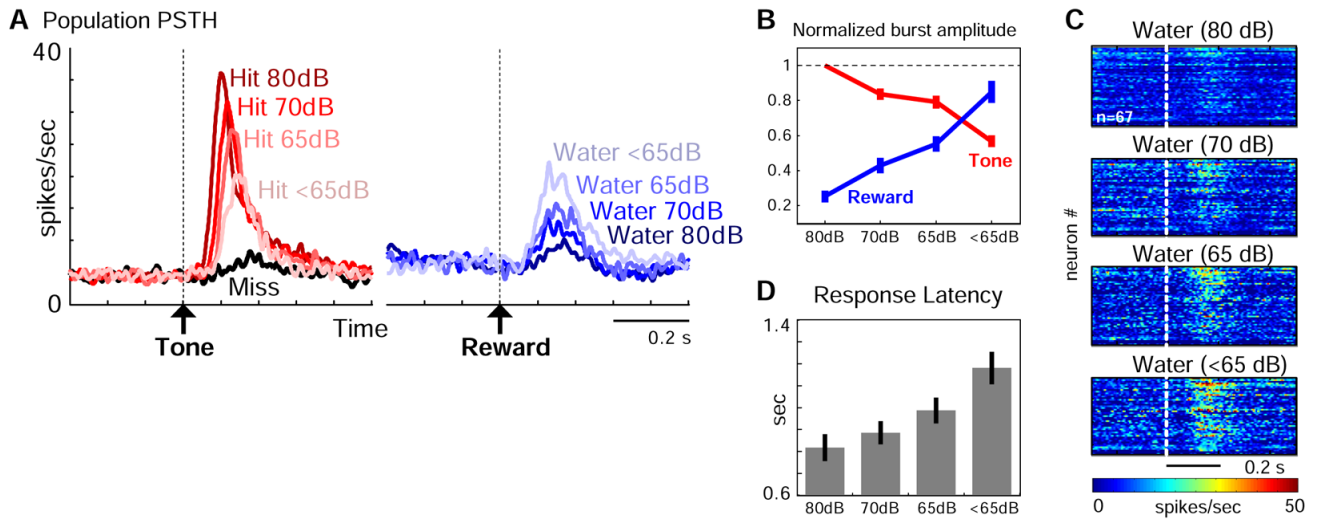 A
Population PSTH
40
spikes/sec
0
Hit 80dB
Hit 70dB
Hit 65dB
Hit <65dB
Miss
Tone
Time
Water <65dB
Water 65dB
Water 70dB
Water 80dB
Reward
0.2 s
B
Normalized burst amplitude
1
0.8
0.6
0.4
0.2
Tone
Reward
80dB 70dB 65dB <65dB
D
Response Latency
1.4
sec
0.6
80dB 70dB 65dB <65dB
C
Water (80 dB)
n=67
Water (70 dB)
neuron #
Water (65 dB)
Water (<65 dB)
0.2 s
0 spikes/sec 50